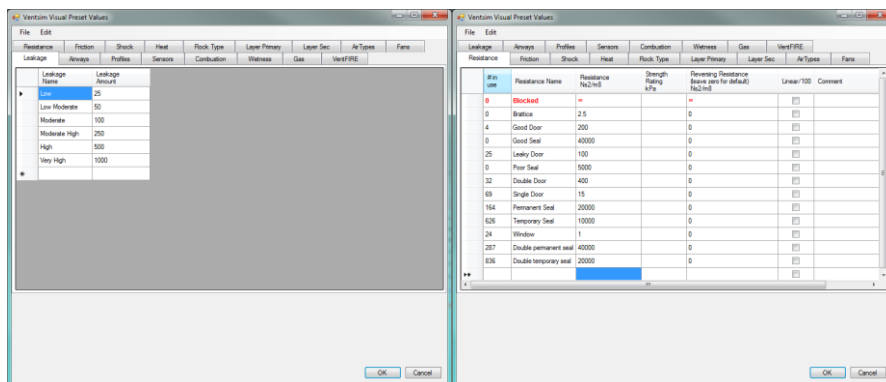 Ventsim Visual Preset Values
File Edit
Resistance Friction Shock Heat Rock Type Layer Primary Layer Sec AirTypes Fans
Leakage Airways Profiles Sensors Combustion Wetness Gas VentFIRE
Leakage Name Leakage Amount
Low 25
Low Moderate 50
Moderate 100
Moderate High 250
High 500
Very High 1000
OK Cancel
Ventsim Visual Preset Values
File Edit
Leakage Airways Profiles Sensors Combustion Wetness Gas VentFIRE
Resistance Friction Shock Heat Rock Type Layer Primary Layer Sec AirTypes Fans
# in use Resistance Name Resistance Ns2/m8 Strength Rating kPa Reversing Resistance (leave zero for default) Ns2/m8 Linear/100 Comment
0 Blocked ∞ ∞
0 Brattice 2.5 0
4 Good Door 200 0
0 Good Seal 40000 0
25 Leaky Door 100 0
0 Poor Seal 5000 0
32 Double Door 400 0
69 Single Door 15 0
164 Permanent Seal 20000 0
626 Temporary Seal 10000 0
24 Window 1 0
287 Double permanent seal 40000 0
836 Double temporary seal 20000 0
OK Cancel